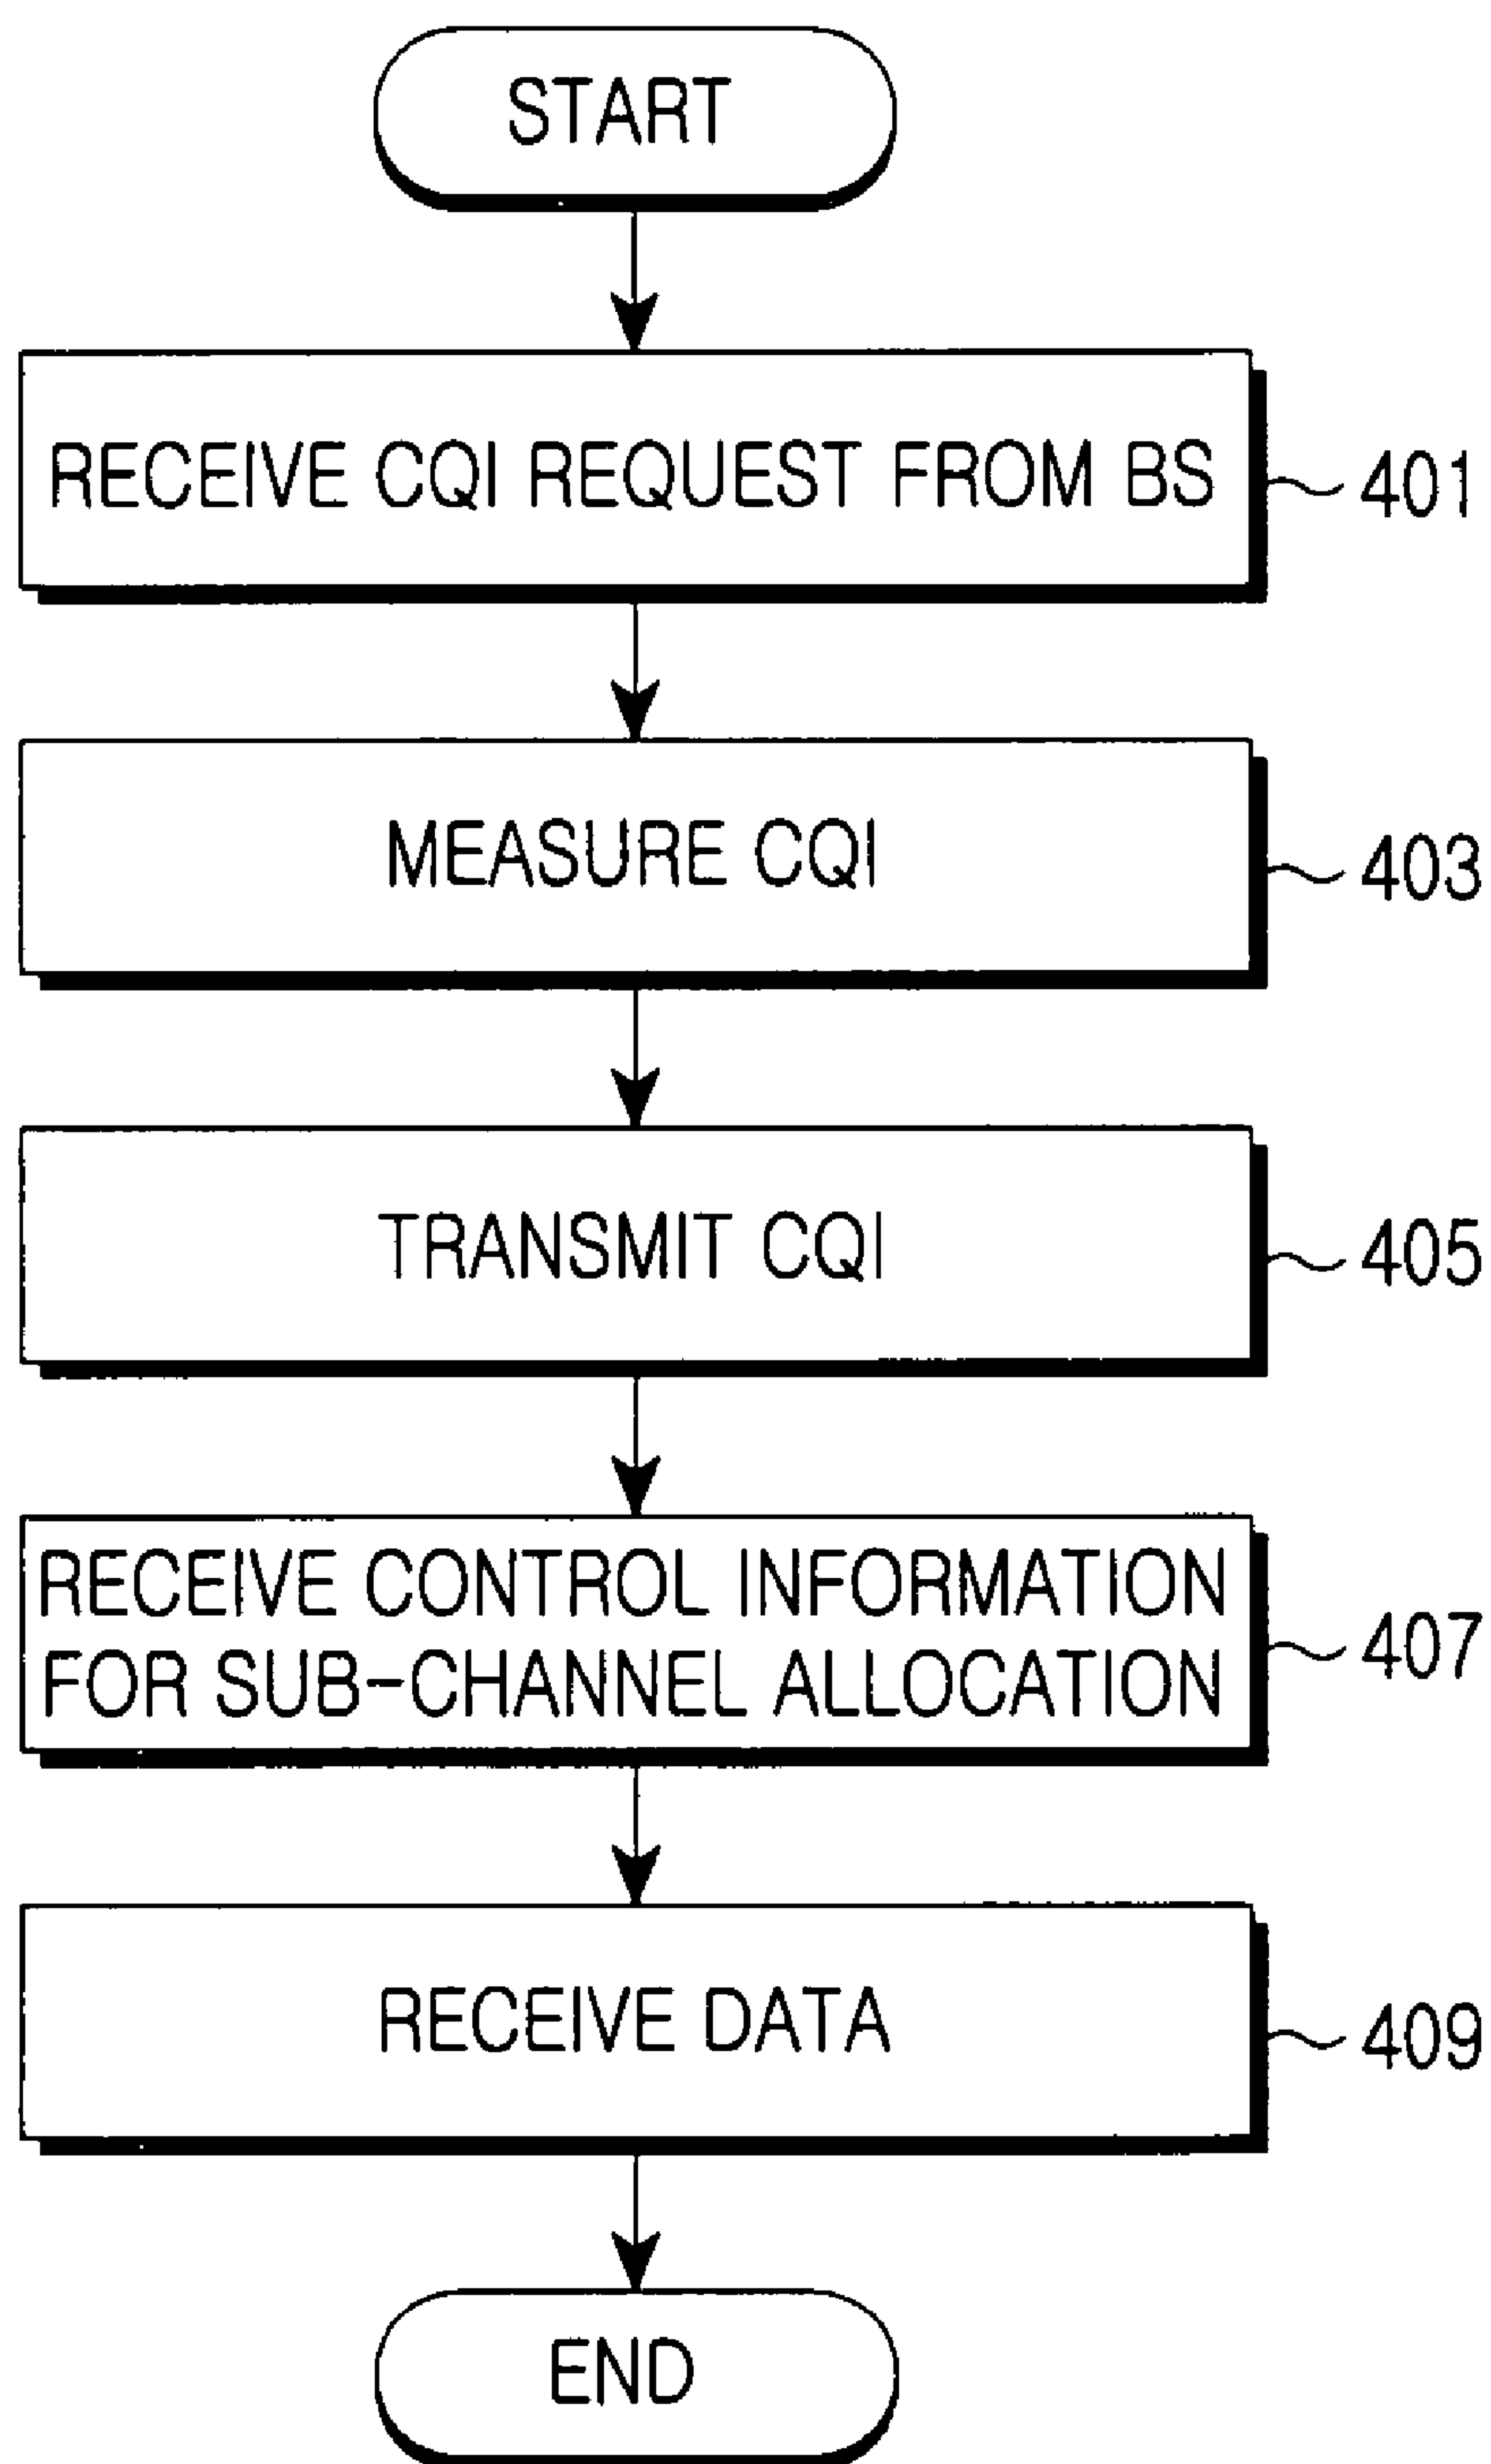 START
RECEIVE CQI REQUEST FROM BS
401
MEASURE CQI
403
TRANSMIT CQI
405
RECEIVE CONTROL INFORMATION
FOR SUB-CHANNEL ALLOCATION
407
RECEIVE DATA
409
END